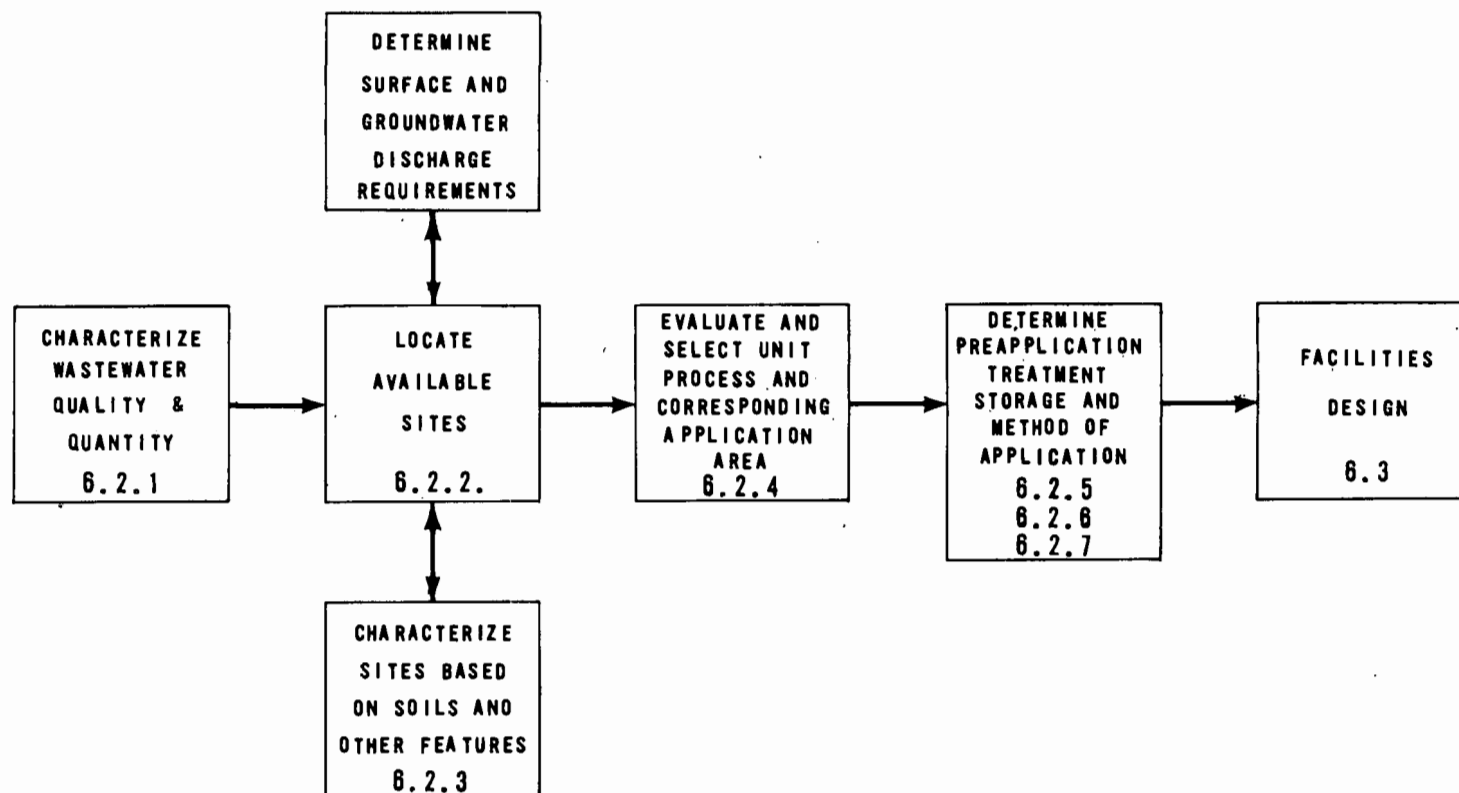 DETERMINE
SURFACE AND
GROUNDWATER
DISCHARGE
REQUIREMENTS
CHARACTERIZE
WASTEWATER
QUALITY &
QUANTITY
6.2.1
LOCATE
AVAILABLE
SITES
6.2.2.
EVALUATE AND
SELECT UNIT
PROCESS AND
CORRESPONDING
APPLICATION
AREA
6.2.4
DETERMINE
PREAPPLICATION
TREATMENT
STORAGE AND
METHOD OF
APPLICATION
6.2.5
6.2.6
6.2.7
FACILITIES
DESIGN
6.3
CHARACTERIZE
SITES BASED
ON SOILS AND
OTHER FEATURES
6.2.3